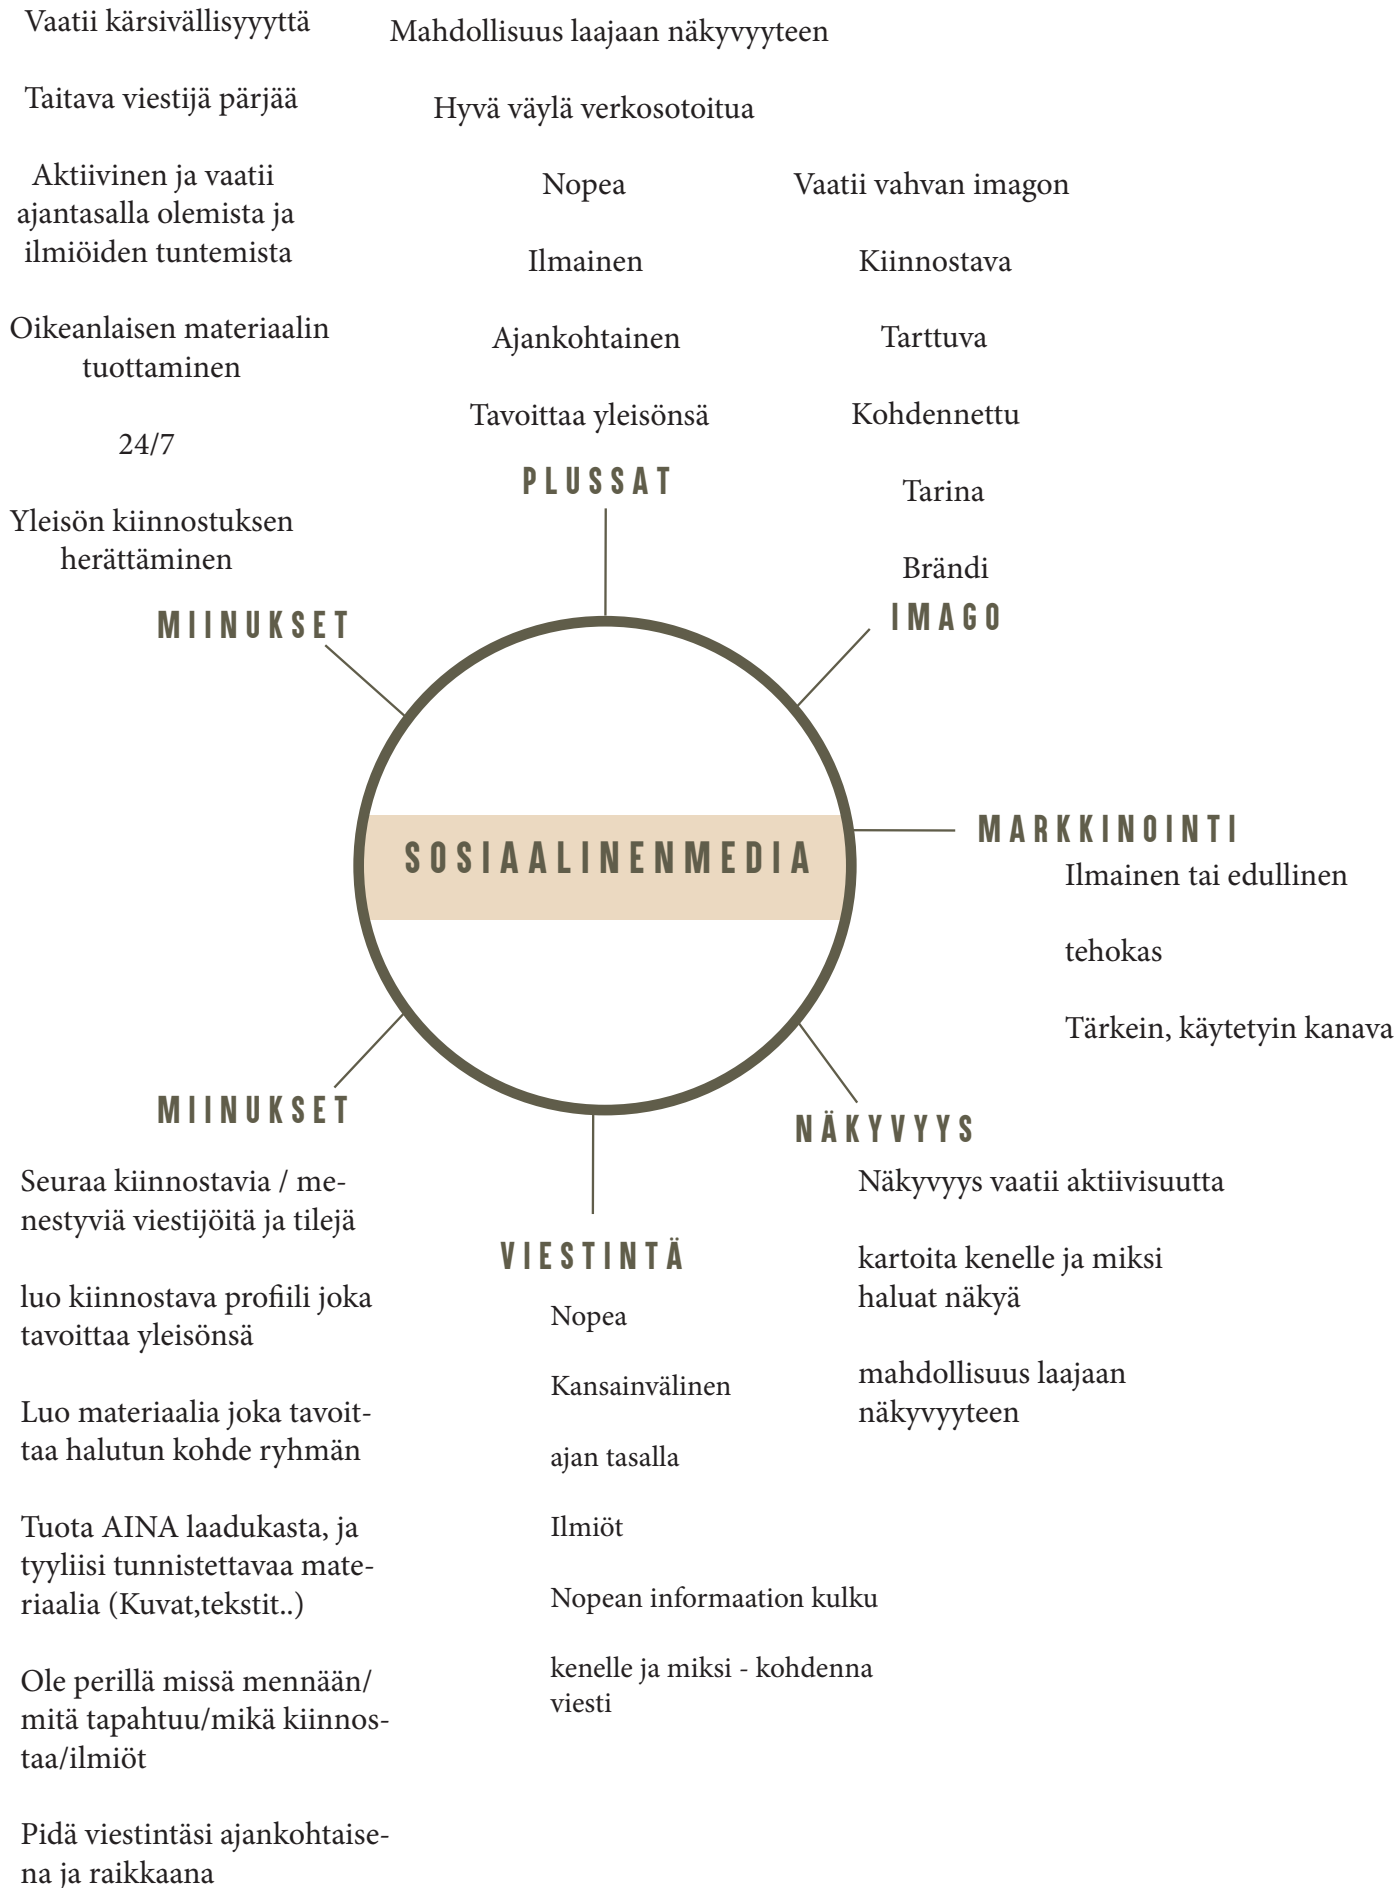 Vaatii kärsivällisyyyttä
Taitava viestijä pärjää
Aktiivinen ja vaatii
ajantasalla olemista ja
ilmiöiden tuntemista
Oikeanlaisen materiaalin
tuottaminen
24/7
Yleisön kiinnostuksen
herättäminen
MIINUKSET
Mahdollisuus laajaan näkyvyyteen
Hyvä väylä verkosotoitua
Nopea
Ilmainen
Ajankohtainen
Tavoittaa yleisönsä
PLUSSAT
Vaatii vahvan imagon
Kiinnostava
Tarttuva
Kohdennettu
Tarina
Brändi
IMAGO
SOSIAALINENMEDIA
MARKKINOINTI
Ilmainen tai edullinen
tehokas
Tärkein, käytetyin kanava
MIINUKSET
Seuraa kiinnostavia / me-
nestyviä viestijöitä ja tilejä
luo kiinnostava profiili joka
tavoittaa yleisönsä
Luo materiaalia joka tavoit-
taa halutun kohde ryhmän
Tuota AINA laadukasta, ja
tyyliisi tunnistettavaa mate-
riaalia (Kuvat,tekstit..)
Ole perillä missä mennään/
mitä tapahtuu/mikä kiinnos-
taa/ilmiöt
Pidä viestintäsi ajankohtaise-
na ja raikkaana
VIESTINTÄ
Nopea
Kansainvälinen
ajan tasalla
Ilmiöt
Nopean informaation kulku
kenelle ja miksi - kohdenna
viesti
NÄKYVYYS
Näkyvyys vaatii aktiivisuutta
kartoita kenelle ja miksi
haluat näkyä
mahdollisuus laajaan
näkyvyyteen